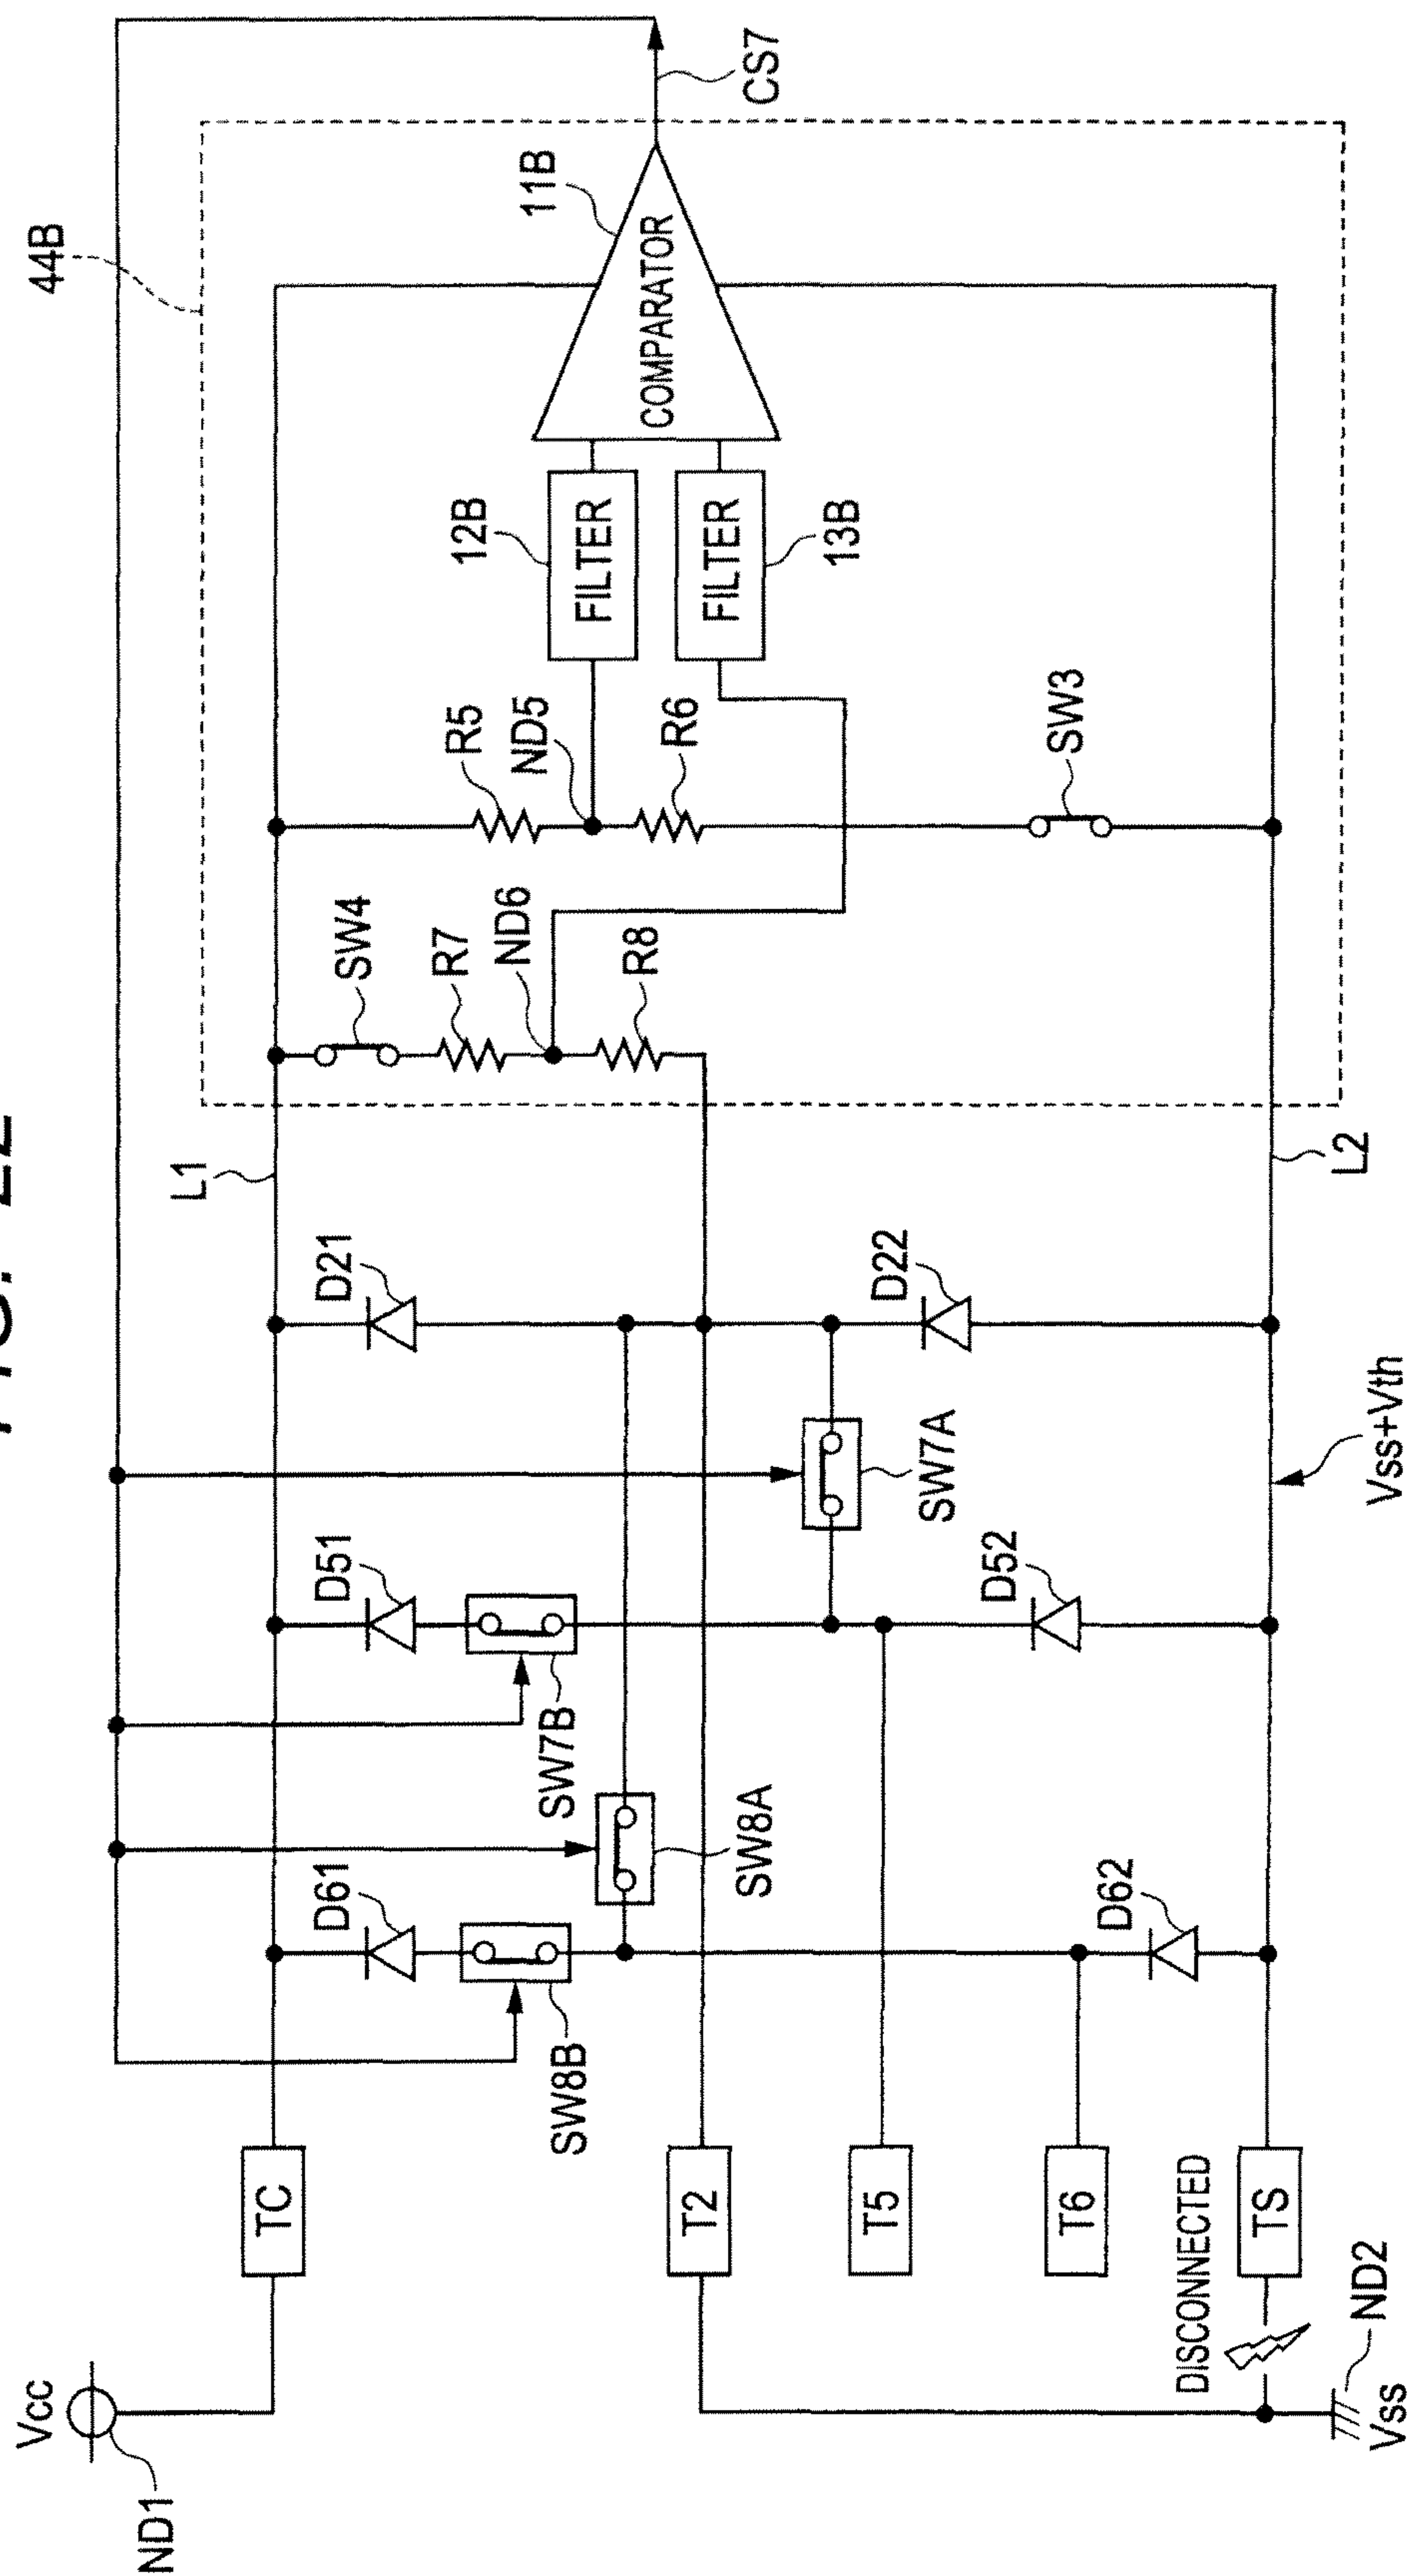 44B
CS7
11B
COMPARATOR
12B
FILTER
FILTER
13B
R5
ND5
R6
SW3
SW4
R7
ND6
R8
L1
L2
D21
D22
SW7A
Vss+Vth
D51
D52
SW7B
SW8A
D61
D62
SW8B
TC
T2
T5
T6
TS
DISCONNECTED
Vcc
ND1
ND2
Vss